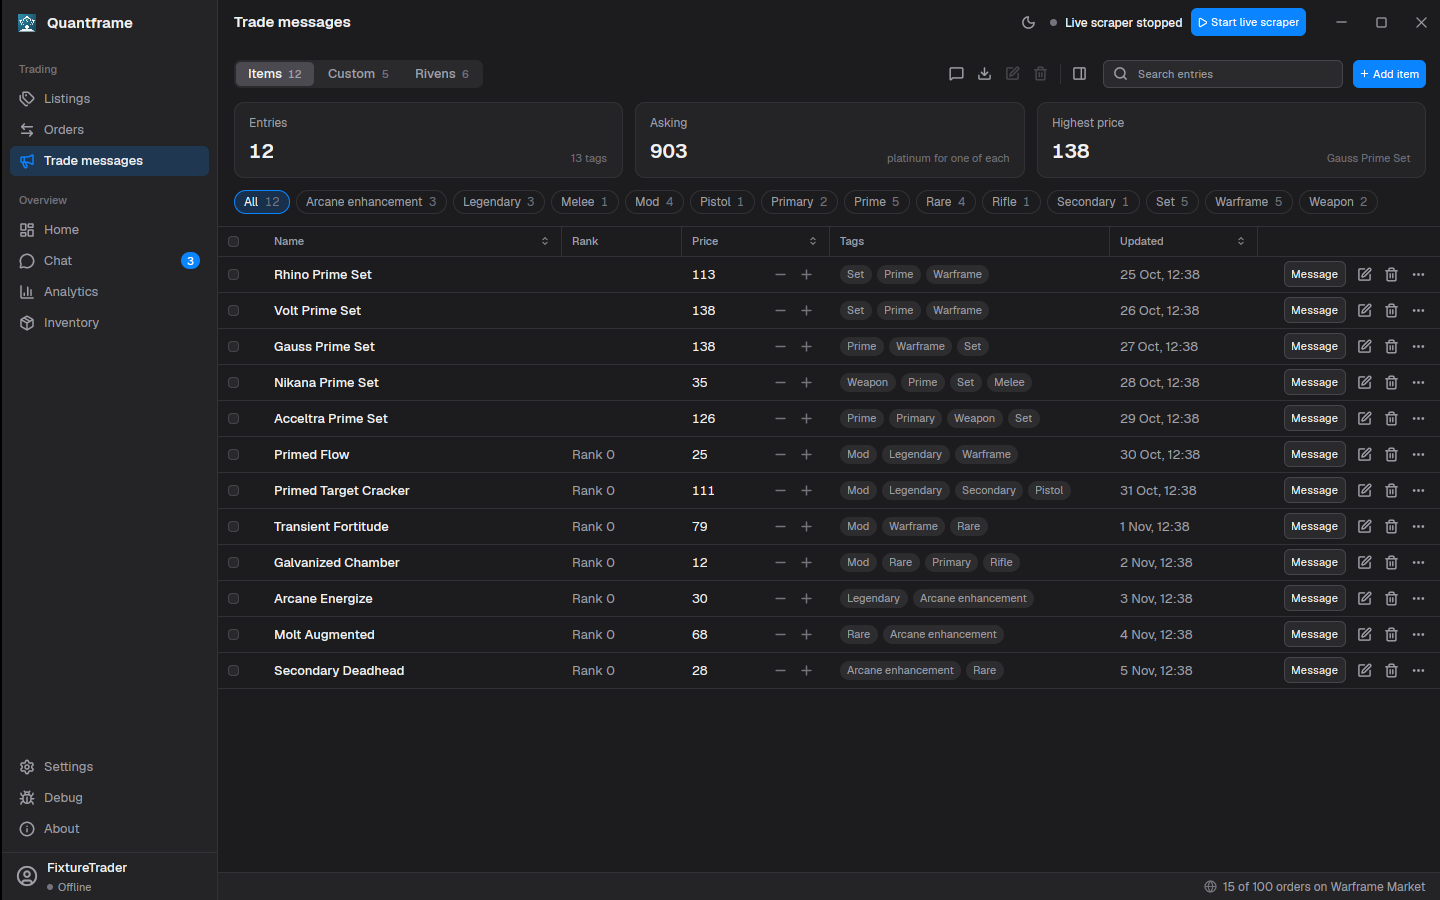 Quantframe
Trade messages
Live scraper stopped
Start live scraper
Trading
Listings
Orders
Trade messages
Overview
Home
Chat 3
Analytics
Inventory
Settings
Debug
About
FixtureTrader
Offline
Items 12 Custom 5 Rivens 6
Search entries
+ Add item
Entries
12
13 tags
Asking
903
platinum for one of each
Highest price
138
Gauss Prime Set
All 12 Arcane enhancement 3 Legendary 3 Melee 1 Mod 4 Pistol 1 Primary 2 Prime 5 Rare 4 Rifle 1 Secondary 1 Set 5 Warframe 5 Weapon 2
Name Rank Price Tags Updated
Rhino Prime Set 113 Set Prime Warframe 25 Oct, 12:38 Message
Volt Prime Set 138 Set Prime Warframe 26 Oct, 12:38 Message
Gauss Prime Set 138 Prime Warframe Set 27 Oct, 12:38 Message
Nikana Prime Set 35 Weapon Prime Set Melee 28 Oct, 12:38 Message
Acceltra Prime Set 126 Prime Primary Weapon Set 29 Oct, 12:38 Message
Primed Flow Rank 0 25 Mod Legendary Warframe 30 Oct, 12:38 Message
Primed Target Cracker Rank 0 111 Mod Legendary Secondary Pistol 31 Oct, 12:38 Message
Transient Fortitude Rank 0 79 Mod Warframe Rare 1 Nov, 12:38 Message
Galvanized Chamber Rank 0 12 Mod Rare Primary Rifle 2 Nov, 12:38 Message
Arcane Energize Rank 0 30 Legendary Arcane enhancement 3 Nov, 12:38 Message
Molt Augmented Rank 0 68 Rare Arcane enhancement 4 Nov, 12:38 Message
Secondary Deadhead Rank 0 28 Arcane enhancement Rare 5 Nov, 12:38 Message
15 of 100 orders on Warframe Market